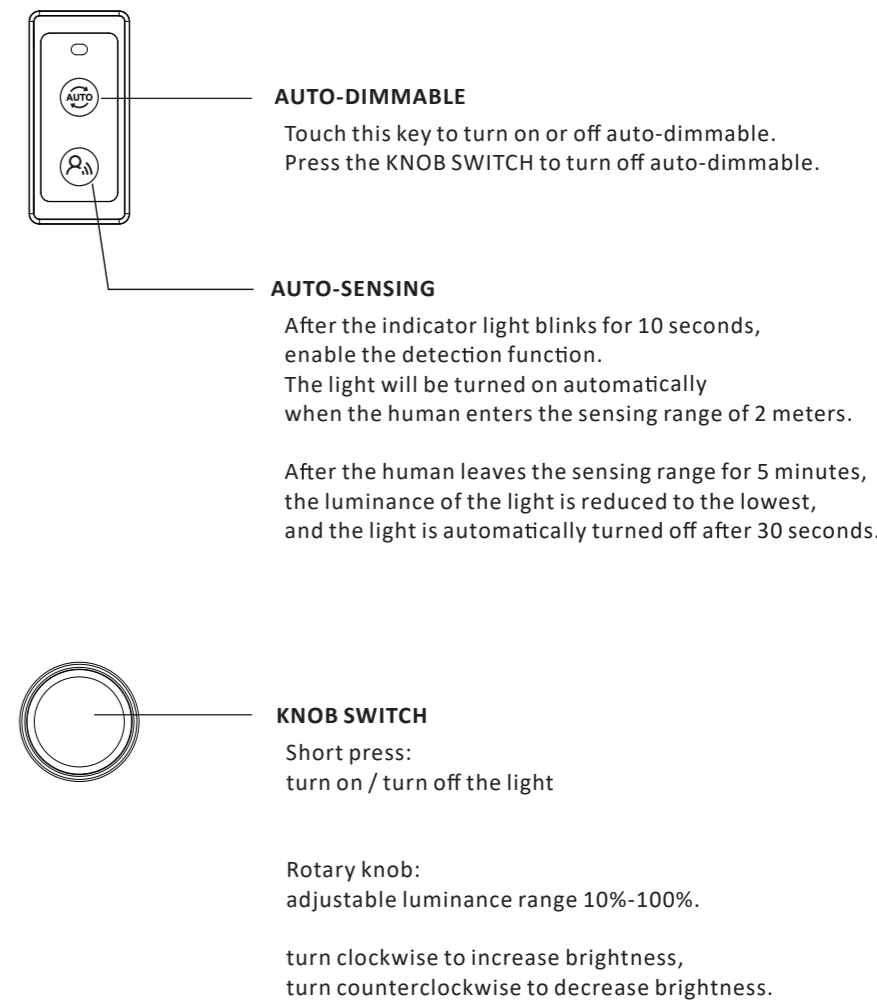 AUTO
AUTO-DIMMABLE
Touch this key to turn on or off auto-dimmable.
Press the KNOB SWITCH to turn off auto-dimmable.
AUTO-SENSING
After the indicator light blinks for 10 seconds,
enable the detection function.
The light will be turned on automatically
when the human enters the sensing range of 2 meters.
After the human leaves the sensing range for 5 minutes,
the luminance of the light is reduced to the lowest,
and the light is automatically turned off after 30 seconds.
KNOB SWITCH
Short press:
turn on / turn off the light
Rotary knob:
adjustable luminance range 10%-100%.
turn clockwise to increase brightness,
turn counterclockwise to decrease brightness.